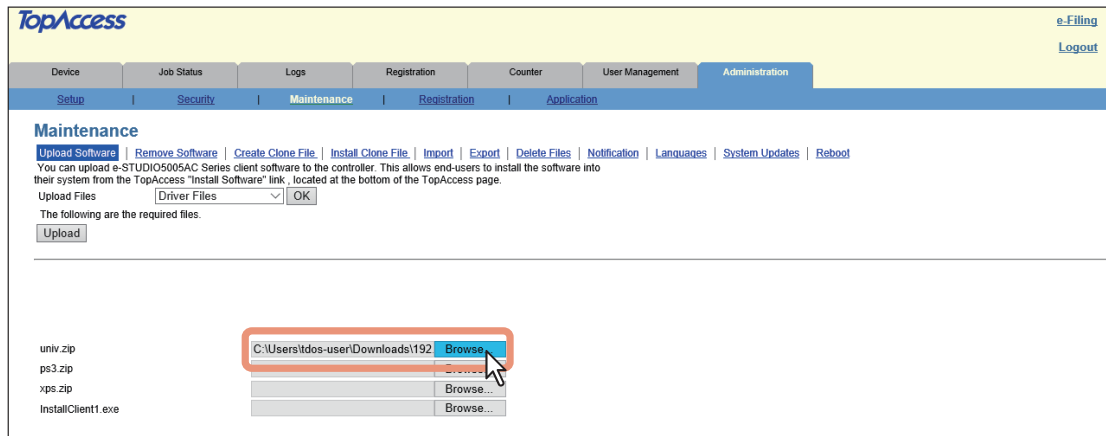 TopAccess
e-Filing
Logout
Device Job Status Logs Registration Counter User Management Administration
Setup | Security | Maintenance | Registration | Application
Maintenance
Upload Software | Remove Software | Create Clone File | Install Clone File | Import | Export | Delete Files | Notification | Languages | System Updates | Reboot
You can upload e-STUDIO5005AC Series client software to the controller. This allows end-users to install the software into
their system from the TopAccess "Install Software" link , located at the bottom of the TopAccess page.
Upload Files Driver Files OK
The following are the required files.
Upload
univ.zip C:\Users\tdos-user\Downloads\192. Browse...
ps3.zip Browse...
xps.zip Browse...
InstallClient1.exe Browse...